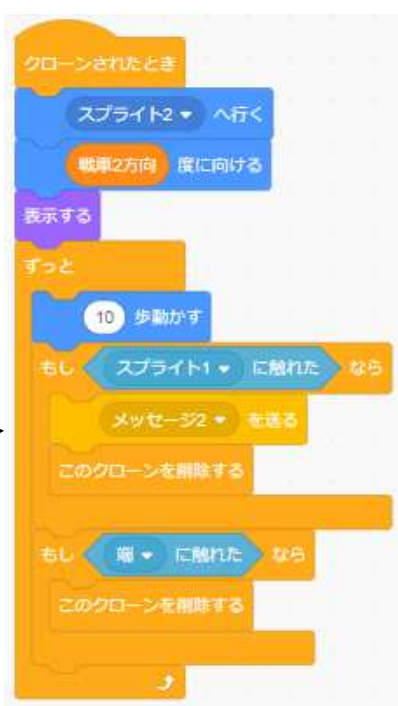 クローンされたとき
スプライト2 へ行く
戦車2方向 度に向ける
表示する
ずっと
10 歩動かす
もし スプライト1 に触れた なら
メッセージ2 を送る
このクローンを削除する
もし 端 に触れた なら
このクローンを削除する